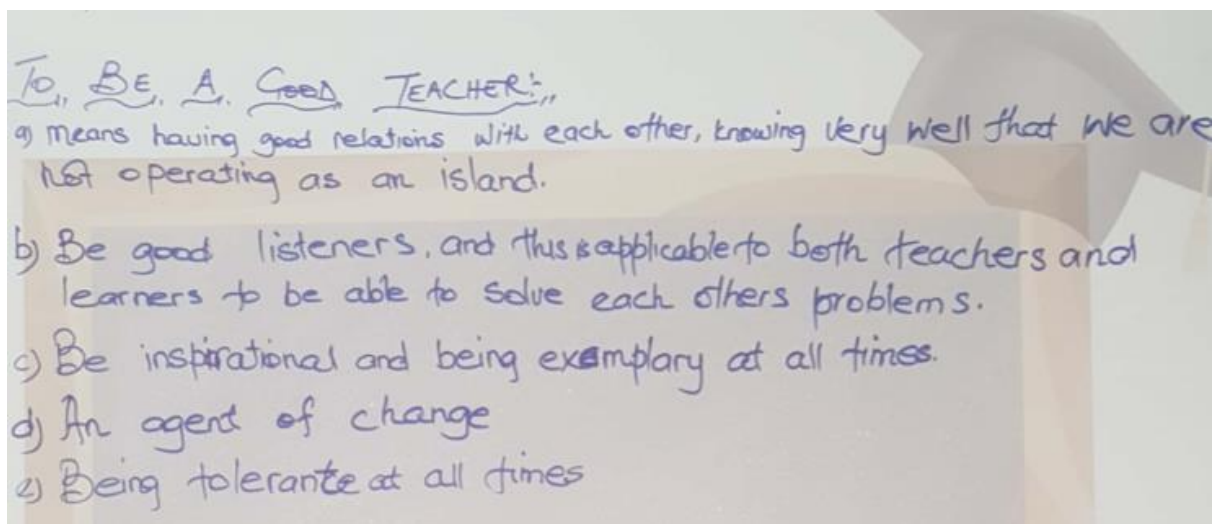 TO BE A GOOD TEACHER:-
a) means having good relations with each other, knowing very well that we are
not operating as an island.
b) Be good listeners, and this is applicable to both teachers and
learners to be able to solve each others problems.
c) Be inspirational and being exemplary at all times.
d) An agent of change
e) Being tolerante at all times